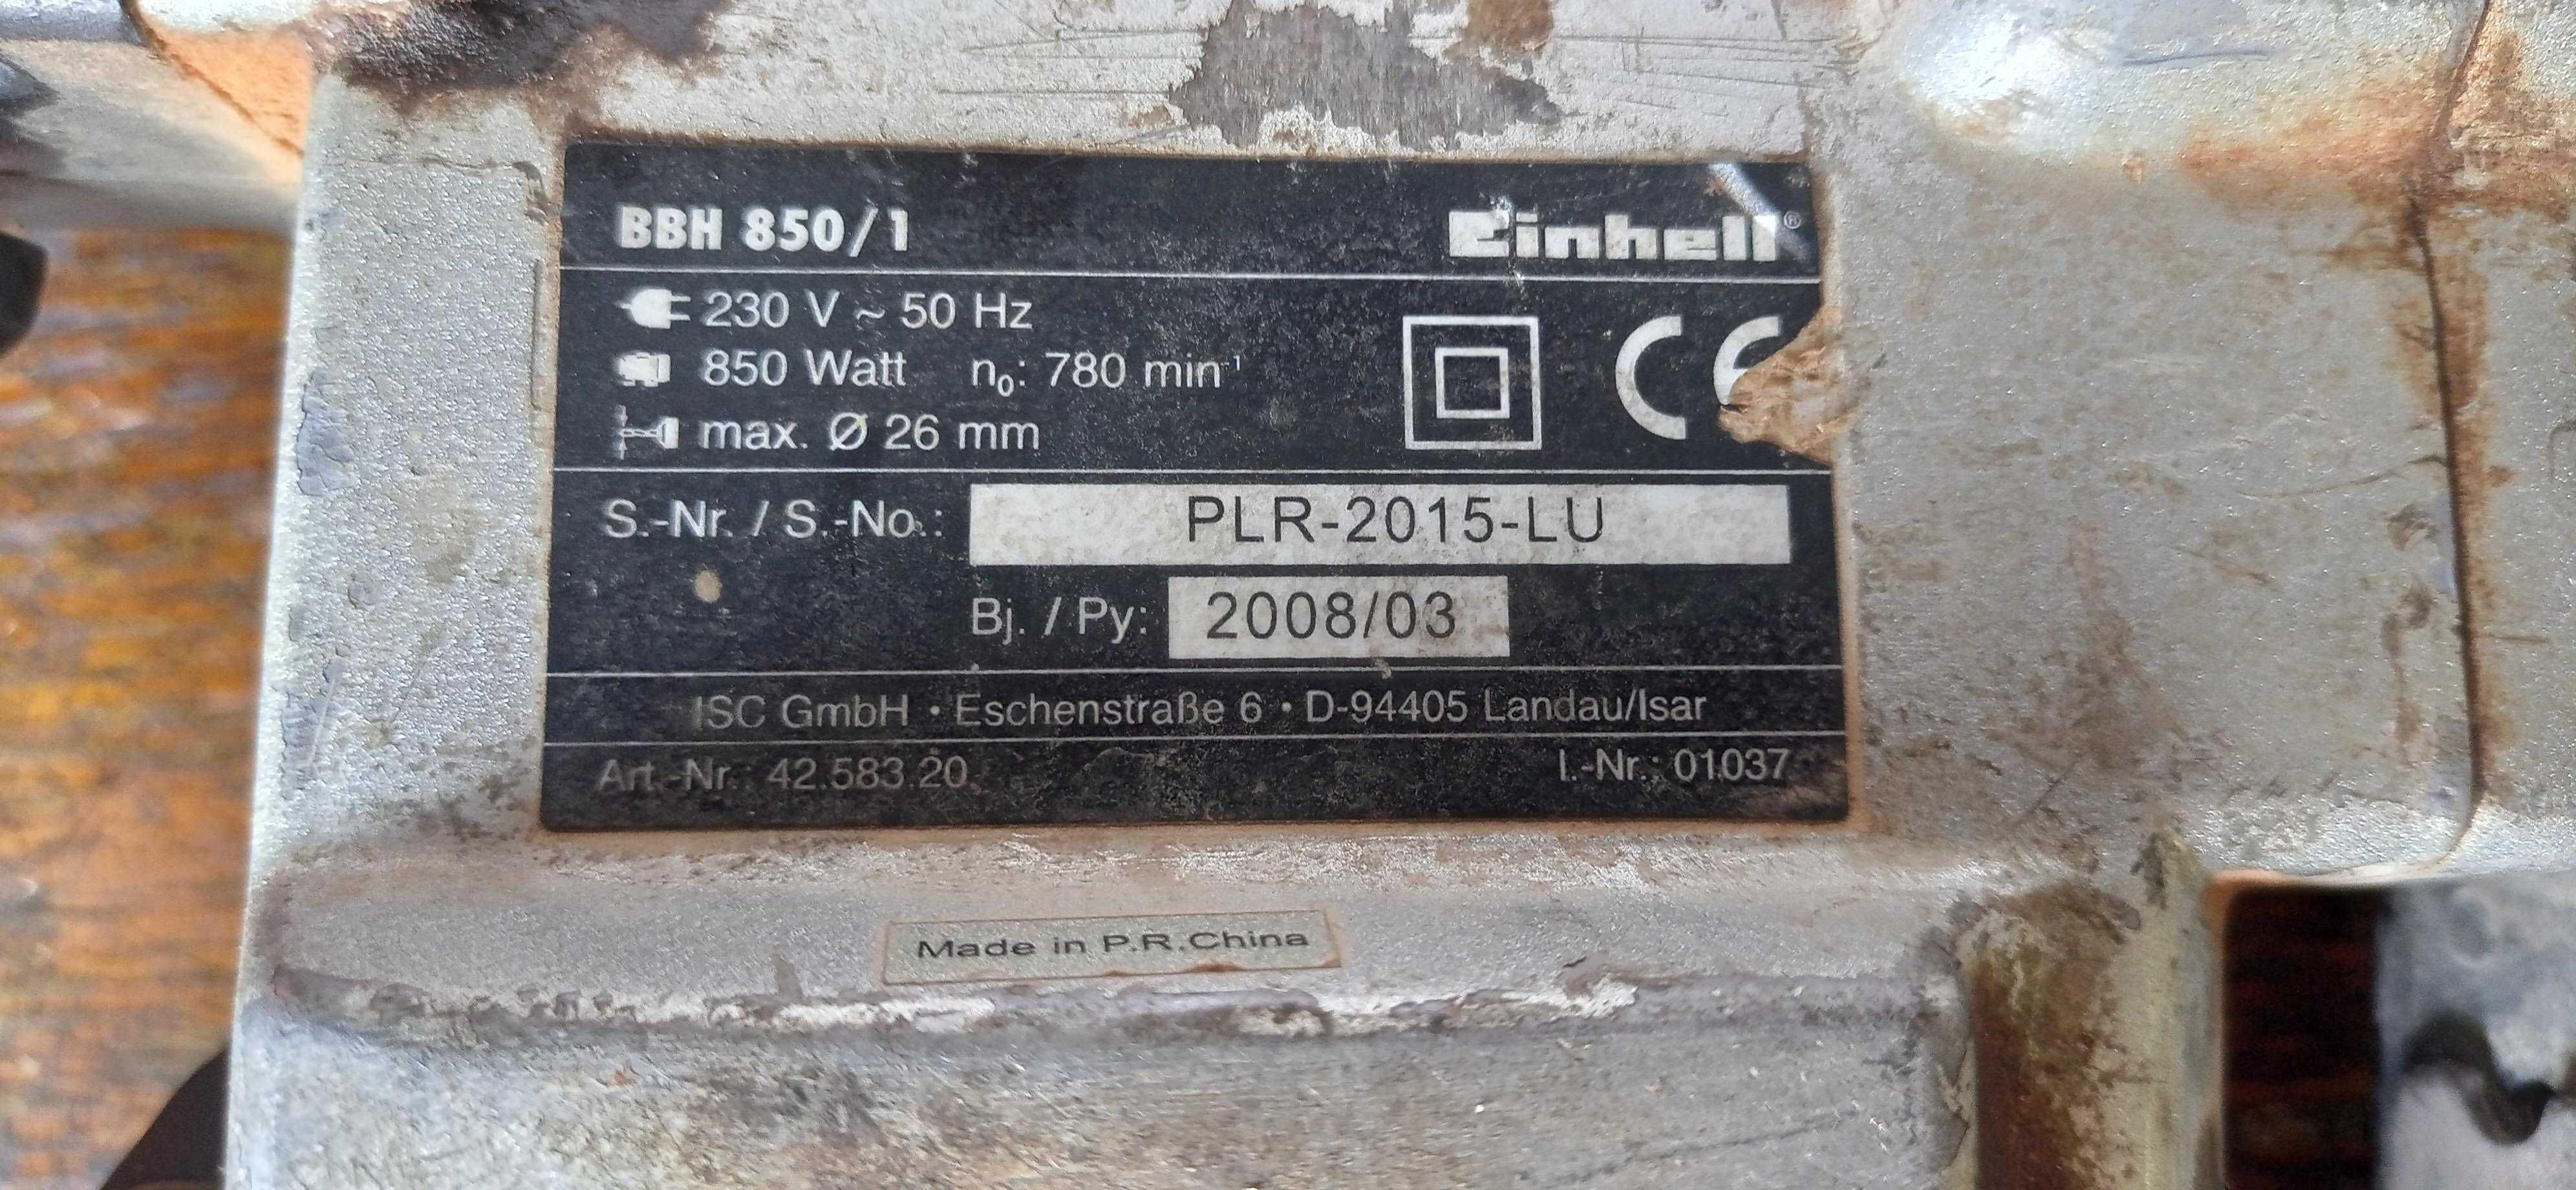 BBH 850/1 Einhell®
230 V ~ 50 Hz
850 Watt n₀: 780 min⁻¹ CE
max. Ø 26 mm
S.-Nr. / S.-No.: PLR-2015-LU
Bj. / Py: 2008/03
ISC GmbH • Eschenstraße 6 • D-94405 Landau/Isar
Art.-Nr.: 42.583.20 I.-Nr.: 01037
Made in P.R.China